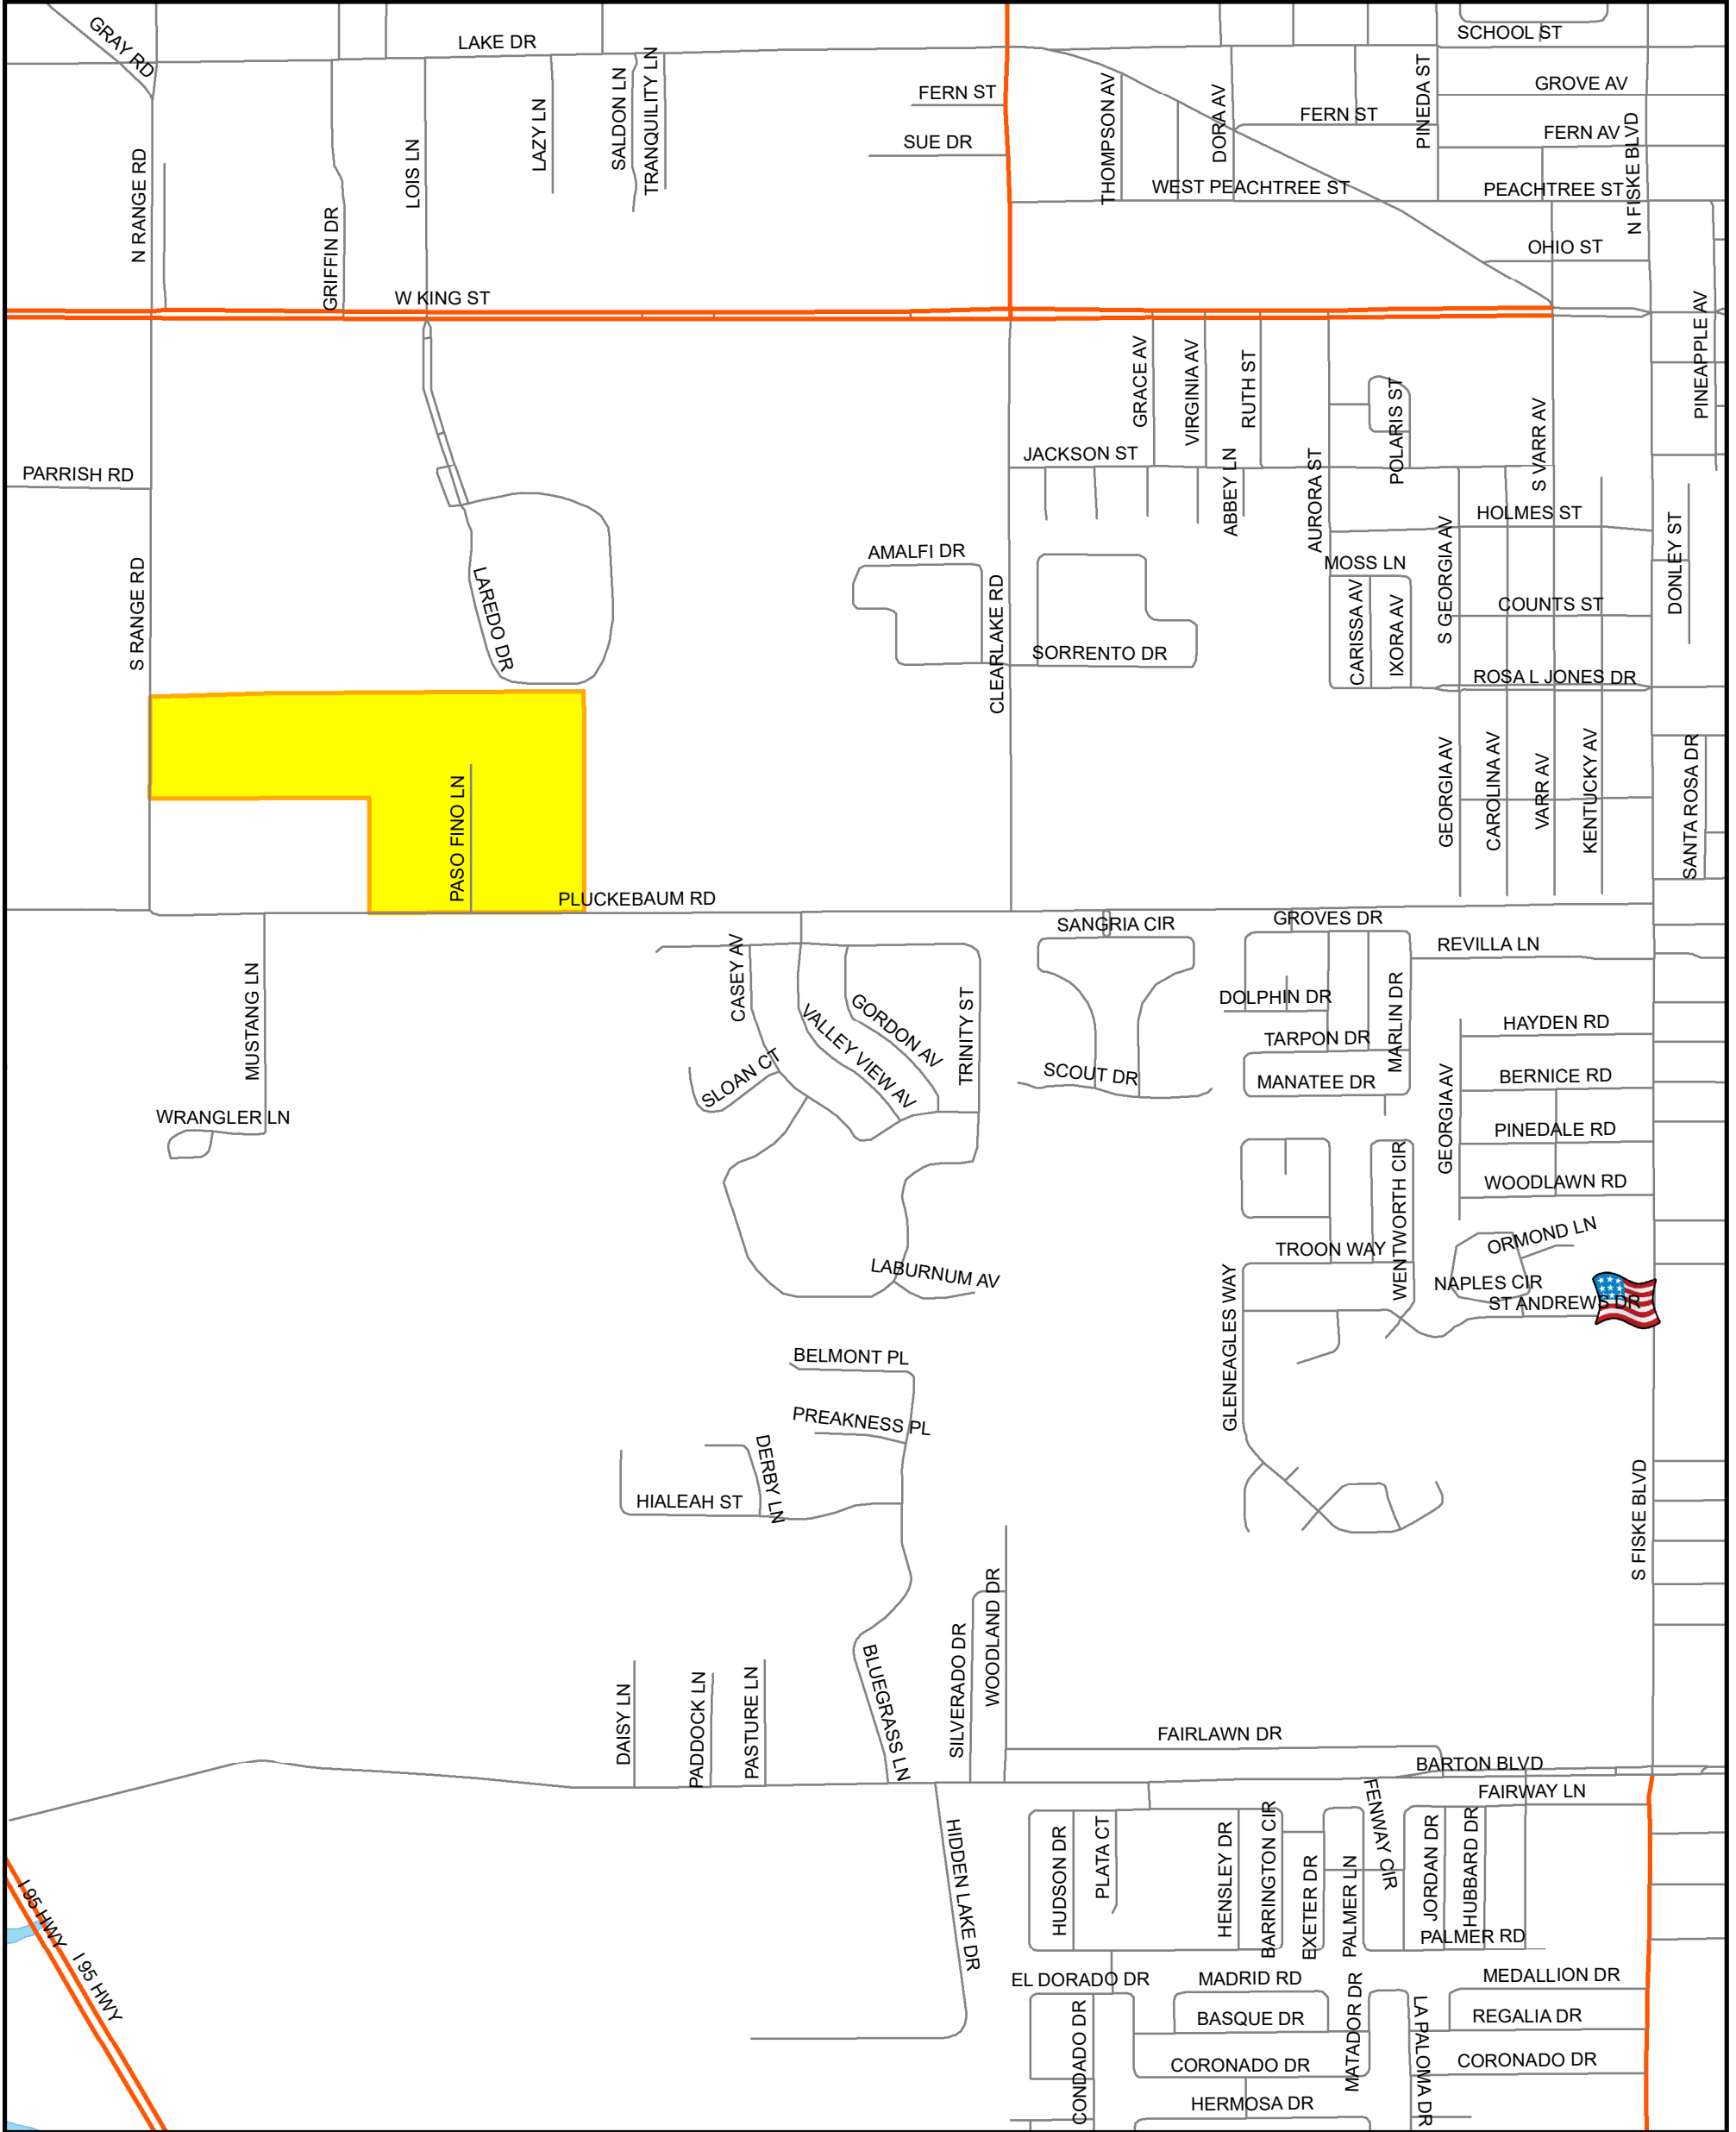 GRAY RD
LAKE DR
SCHOOL ST
GROVE AV
FERN ST
FERN ST
FERN AV
SUE DR
N RANGE RD
GRIFFIN DR
LOIS LN
LAZY LN
SALDON LN
TRANQUILITY LN
THOMPSON AV
DORA AV
PINEDA ST
N FISKE BLVD
WEST PEACHTREE ST
PEACHTREE ST
OHIO ST
W KING ST
PINEAPPLE AV
GRACE AV
VIRGINIA AV
RUTH ST
POLARIS ST
S VARR AV
JACKSON ST
ABBEY LN
AURORA ST
PARRISH RD
HOLMES ST
S GEORGIA AV
DONLEY ST
AMALFI DR
MOSS LN
S RANGE RD
LAREDO DR
CLEARLAKE RD
CARISSA AV
IXORA AV
COUNTS ST
SORRENTO DR
ROSA L JONES DR
GEORGIA AV
CAROLINA AV
VARR AV
KENTUCKY AV
SANTA ROSA DR
PASO FINO LN
PLUCKEBAUM RD
SANGRIA CIR
GROVES DR
REVILLA LN
MUSTANG LN
CASEY AV
VALLEY VIEW AV
GORDON AV
TRINITY ST
DOLPHIN DR
MARLIN DR
HAYDEN RD
TARPON DR
SLOAN CT
SCOUT DR
MANATEE DR
BERNICE RD
GEORGIA AV
WRANGLER LN
PINEDALE RD
WOODLAWN RD
WENTWORTH CIR
ORMOND LN
TROON WAY
LABURNUM AV
NAPLES CIR
ST ANDREWS DR
GLENEAGLES WAY
BELMONT PL
PREAKNESS PL
DERBY LN
HIALEAH ST
S FISKE BLVD
WOODLAND DR
SILVERADO DR
BLUEGRASS LN
DAISY LN
PADDOCK LN
PASTURE LN
FAIRLAWN DR
BARTON BLVD
FAIRWAY LN
HIDDEN LAKE DR
HUDSON DR
PLATA CT
HENSLEY DR
BARRINGTON CIR
EXETER DR
PALMER LN
FENWAY CIR
JORDAN DR
HUBBARD DR
PALMER RD
I 95 HWY
I 95 HWY
EL DORADO DR
MADRID RD
MEDALLION DR
CONDADO DR
BASQUE DR
MATADOR DR
LA PALOMA DR
REGALIA DR
CORONADO DR
CORONADO DR
HERMOSA DR